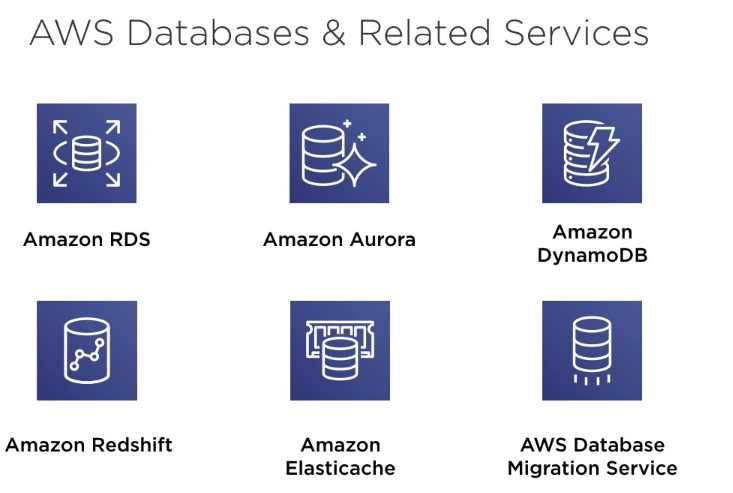 AWS Databases & Related Services
Amazon RDS
Amazon Aurora
Amazon
DynamoDB
Amazon Redshift
Amazon
Elasticache
AWS Database
Migration Service